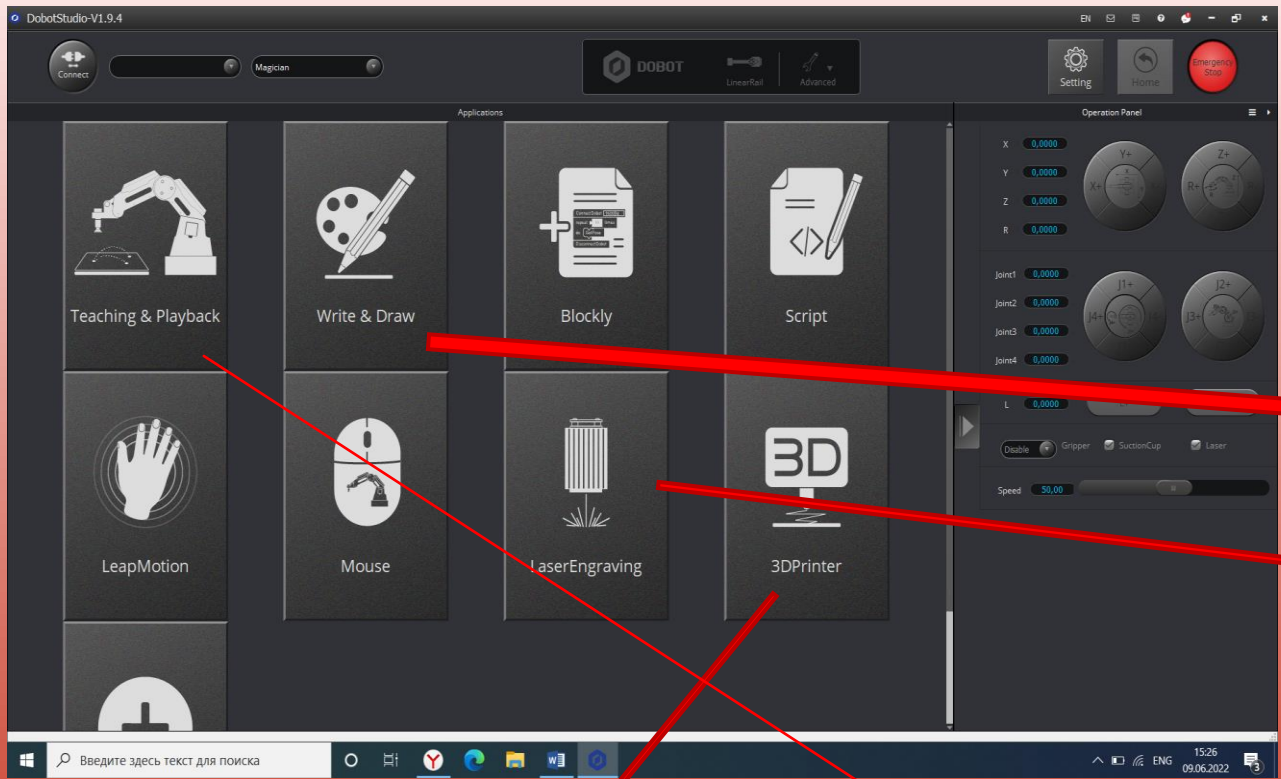 DobotStudio-V1.9.4
EN
Connect
Magician
DOBOT
LinearRail
Advanced
Setting
Home
Emergency
Stop
Applications
Operation Panel
Teaching & Playback
Write & Draw
Blockly
Script
LeapMotion
Mouse
LaserEngraving
3D
3DPrinter
X 0,0000
Y 0,0000
Z 0,0000
R 0,0000
Y+
X+
Z+
R+
Joint1 0,0000
Joint2 0,0000
Joint3 0,0000
Joint4 0,0000
J1+
J4+
J2+
J3+
L 0,0000
Disable Gripper SuctionCup Laser
Speed 50,00
Введите здесь текст для поиска
ENG
15:26
09.06.2022
3